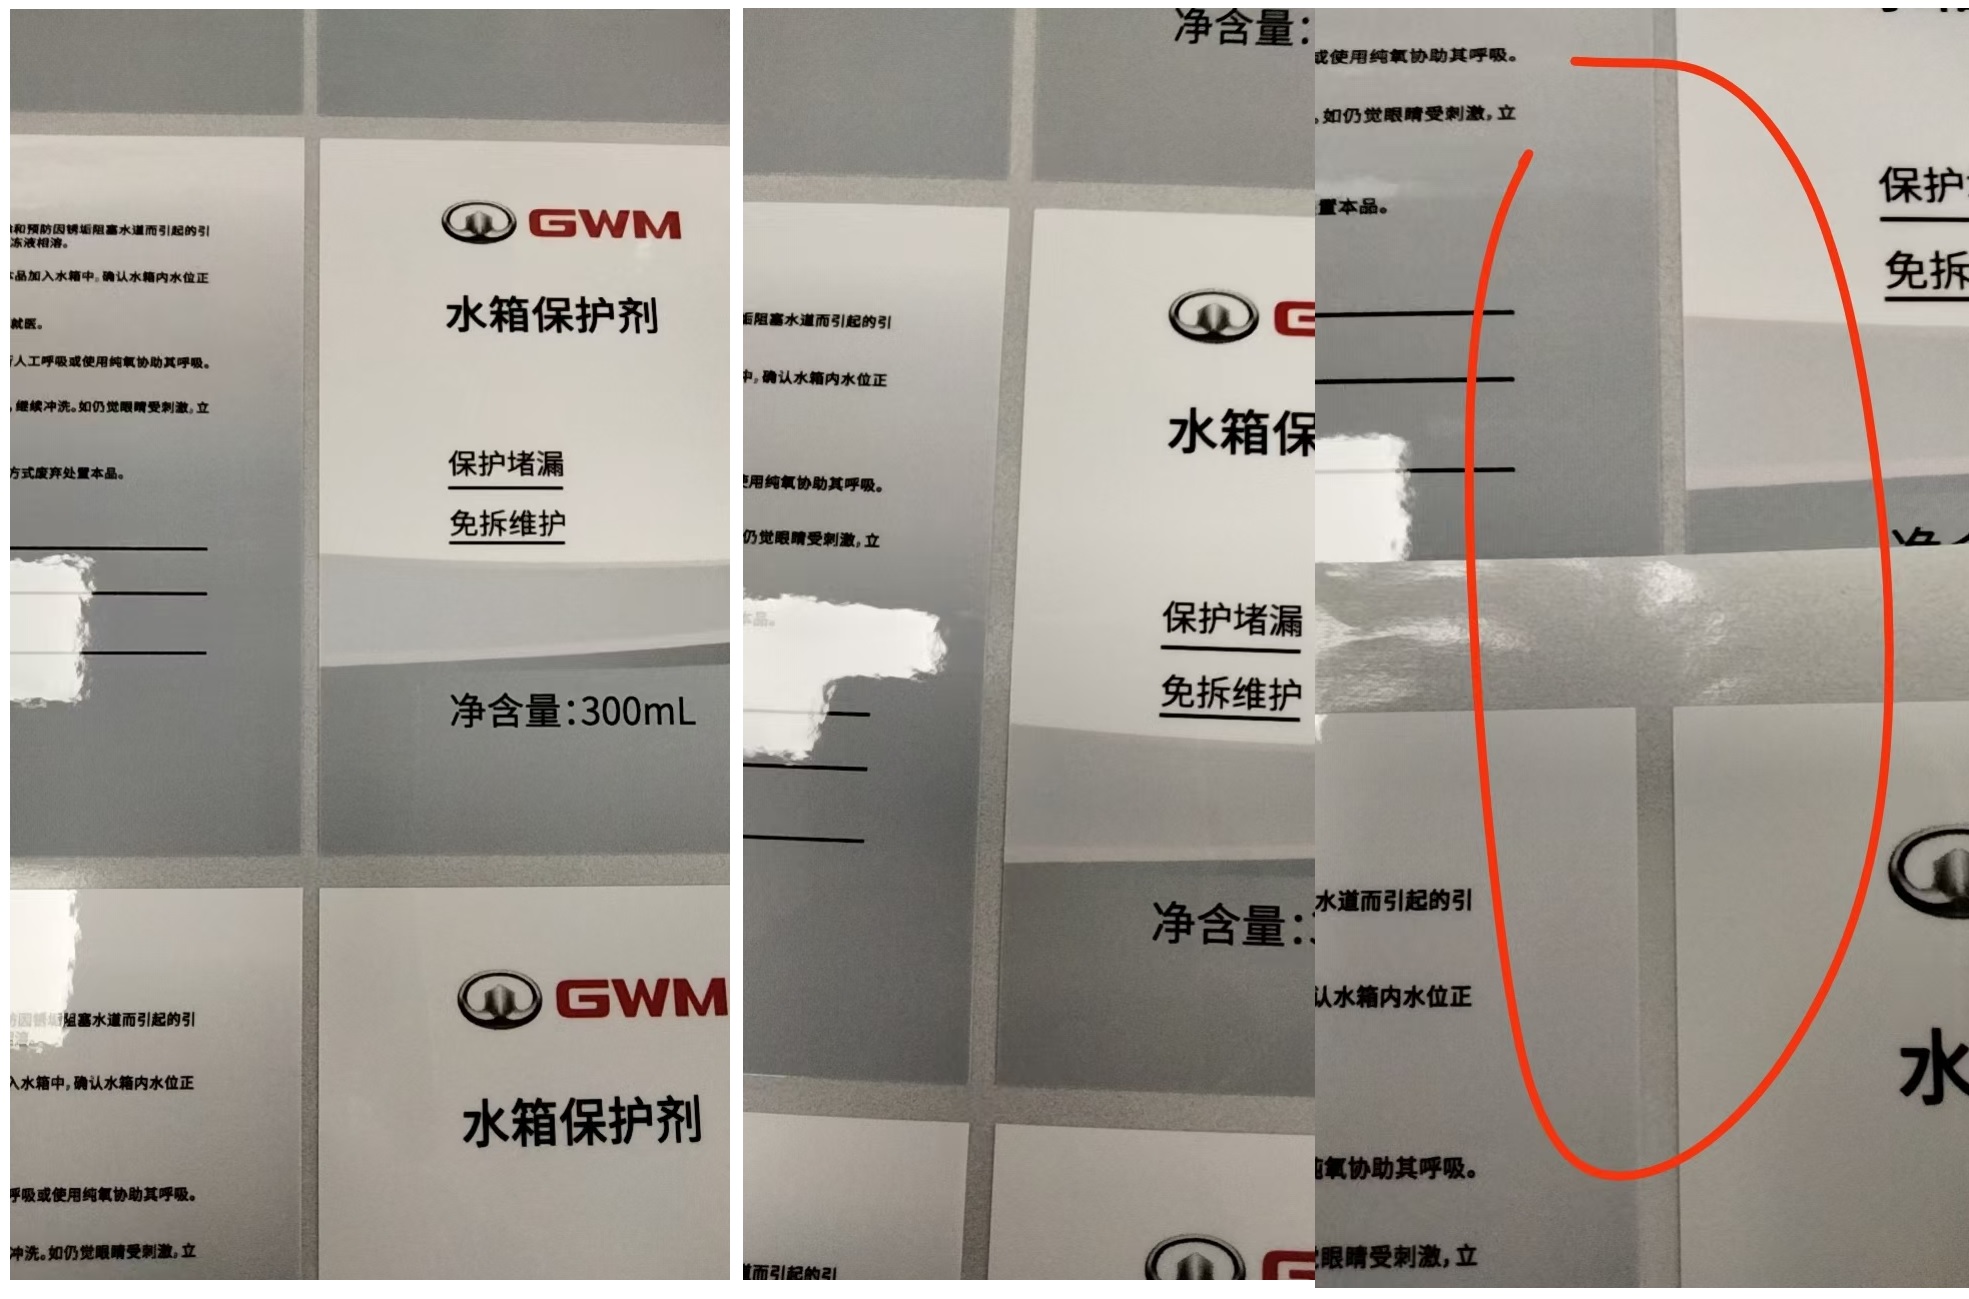 和预防因锈垢阻塞水道而引起的引
冻液相溶。
品加入水箱中,确认水箱内水位正
就医。
人工呼吸或使用纯氧协助其呼吸。
,继续冲洗。如仍觉眼睛受刺激,立
方式废弃处置本品。
GWM
水箱保护剂
保护堵漏
免拆维护
净含量:300mL
阻塞水道而引起的引
入水箱中,确认水箱内水位正
呼吸或使用纯氧协助其呼吸。
冲洗。如仍觉眼睛受刺激,立
GWM
水箱保护剂
净含量:
垢阻塞水道而引起的引
中,确认水箱内水位正
使用纯氧协助其呼吸。
仍觉眼睛受刺激,立
本品。
G
水箱保
保护堵漏
免拆维护
净含量:
道而引起的引
G
或使用纯氧协助其呼吸。
。如仍觉眼睛受刺激,立
置本品。
保护
免拆
净
水道而引起的引
认水箱内水位正
纯氧协助其呼吸。
觉眼睛受刺激,立
水